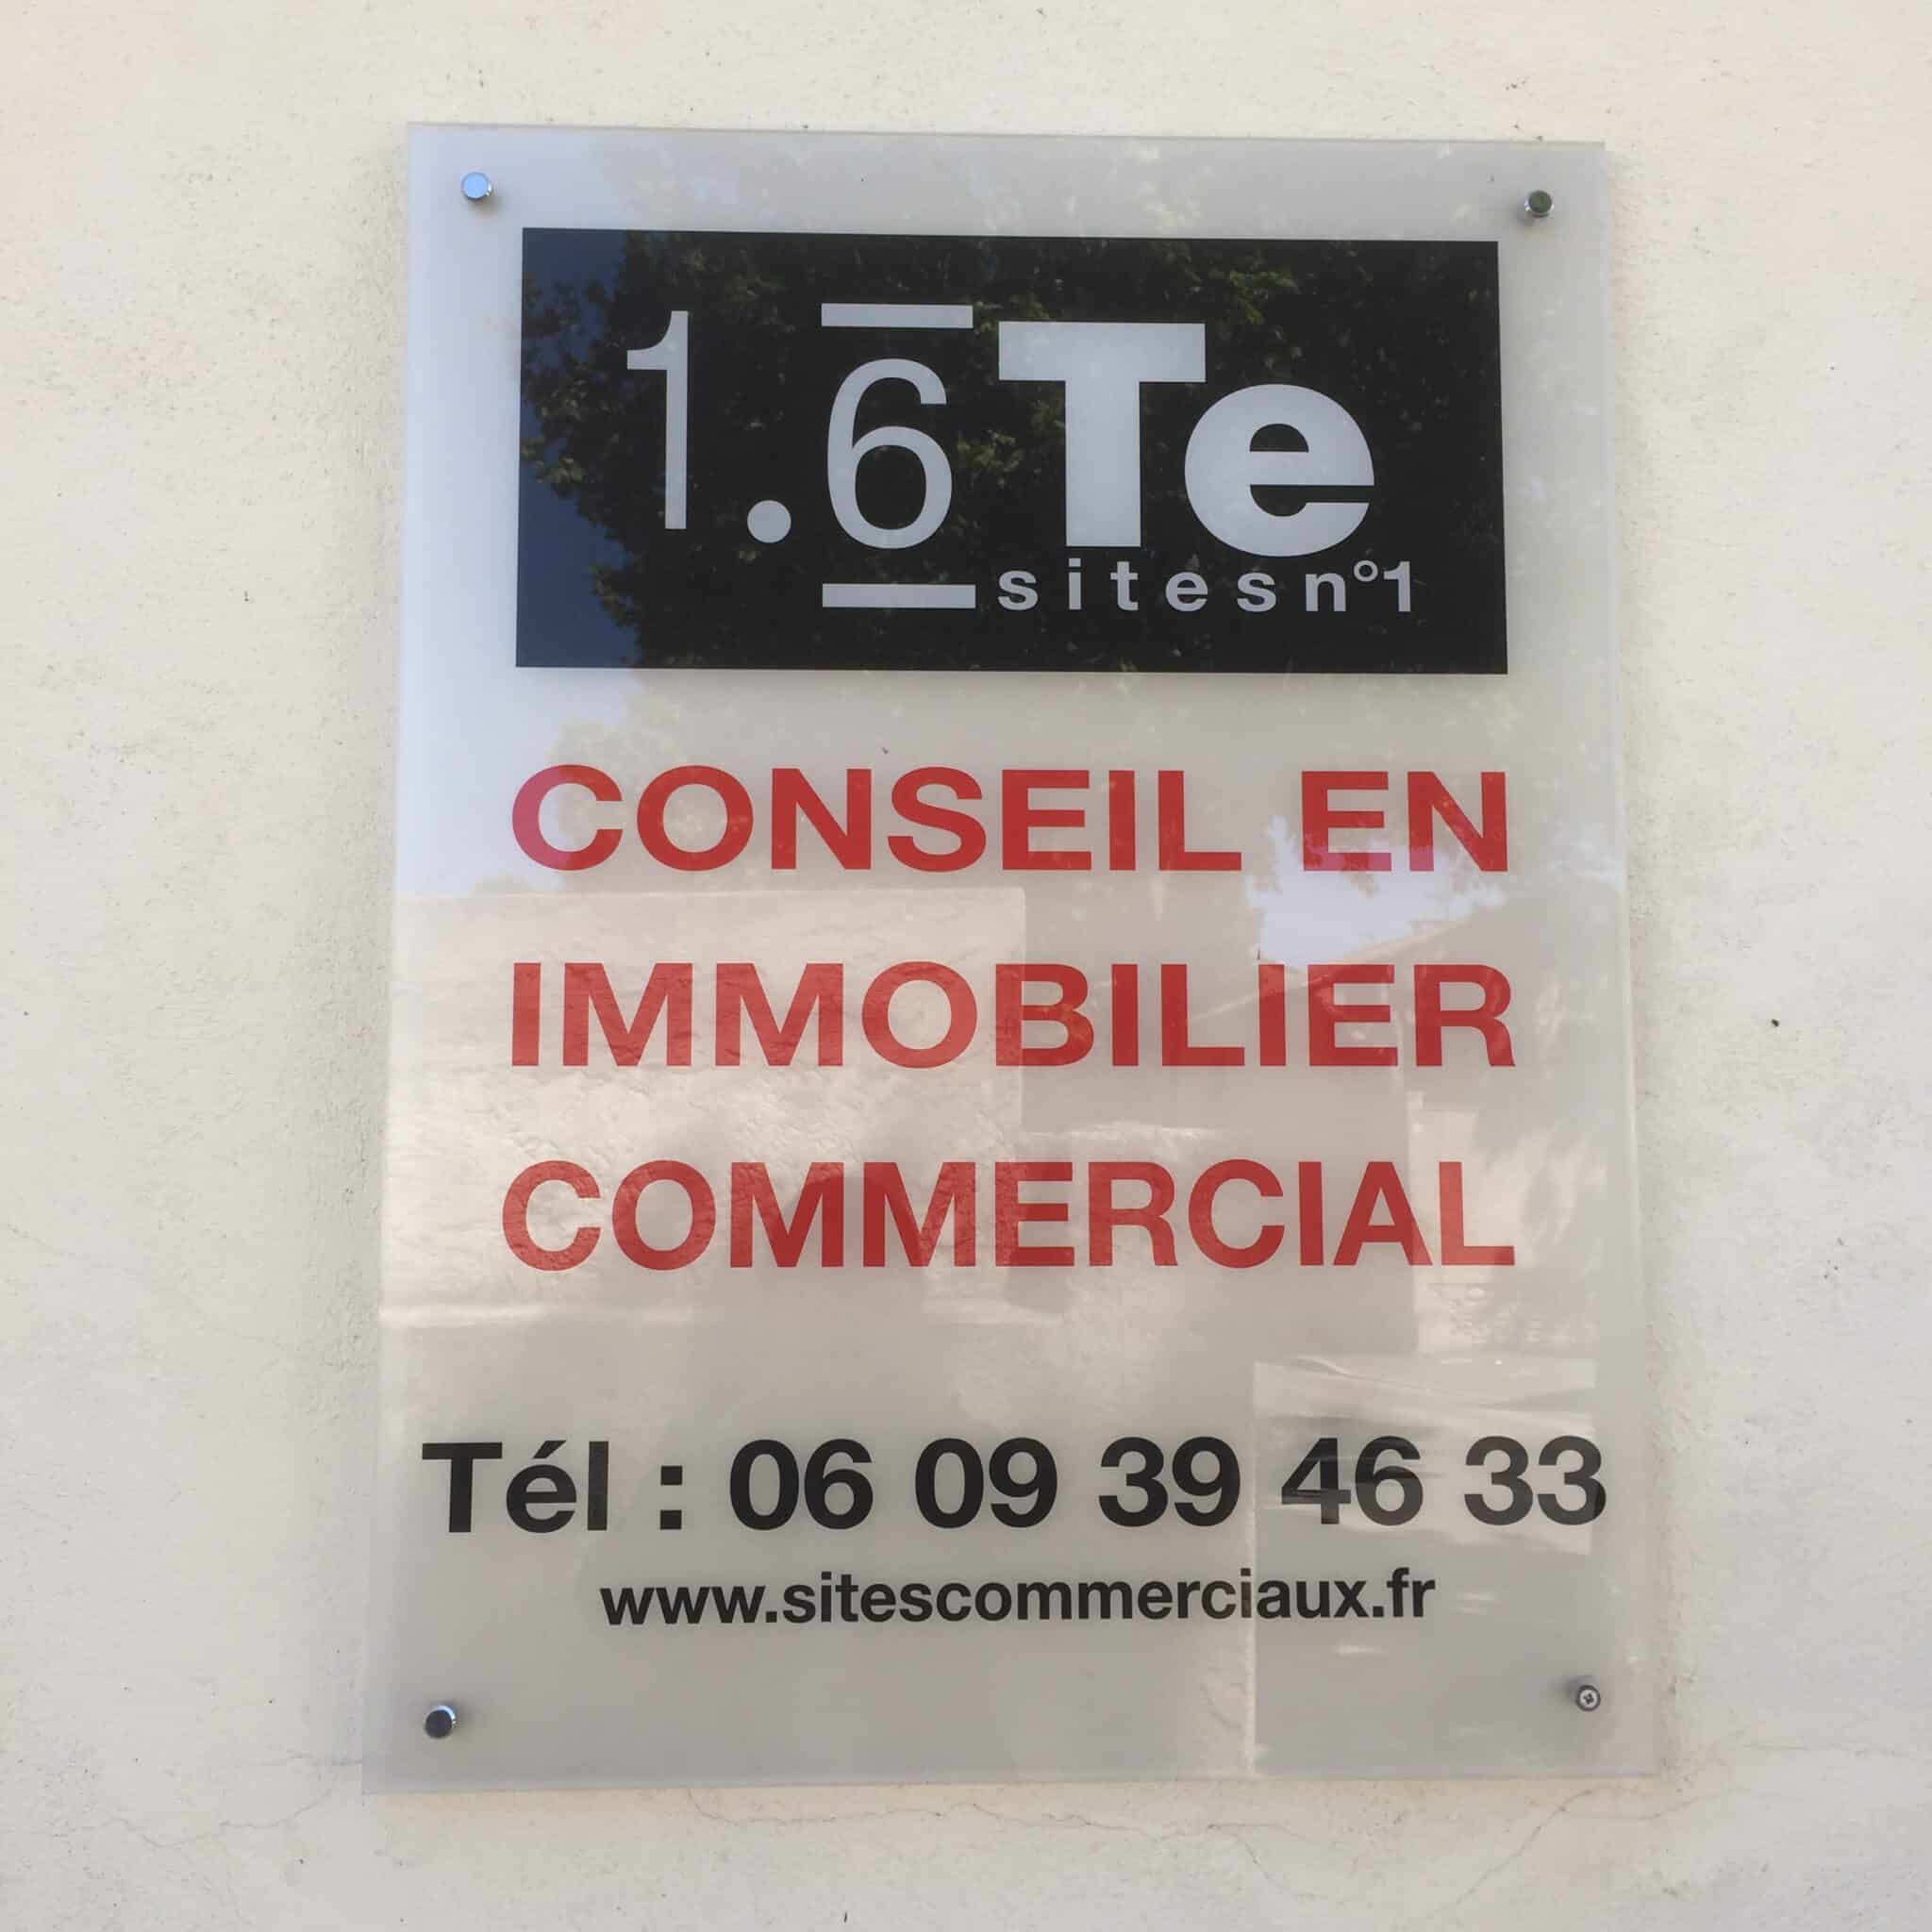 1.6Te
sitesn°1
CONSEIL EN
IMMOBILIER
COMMERCIAL
Tél : 06 09 39 46 33
www.sitescommerciaux.fr